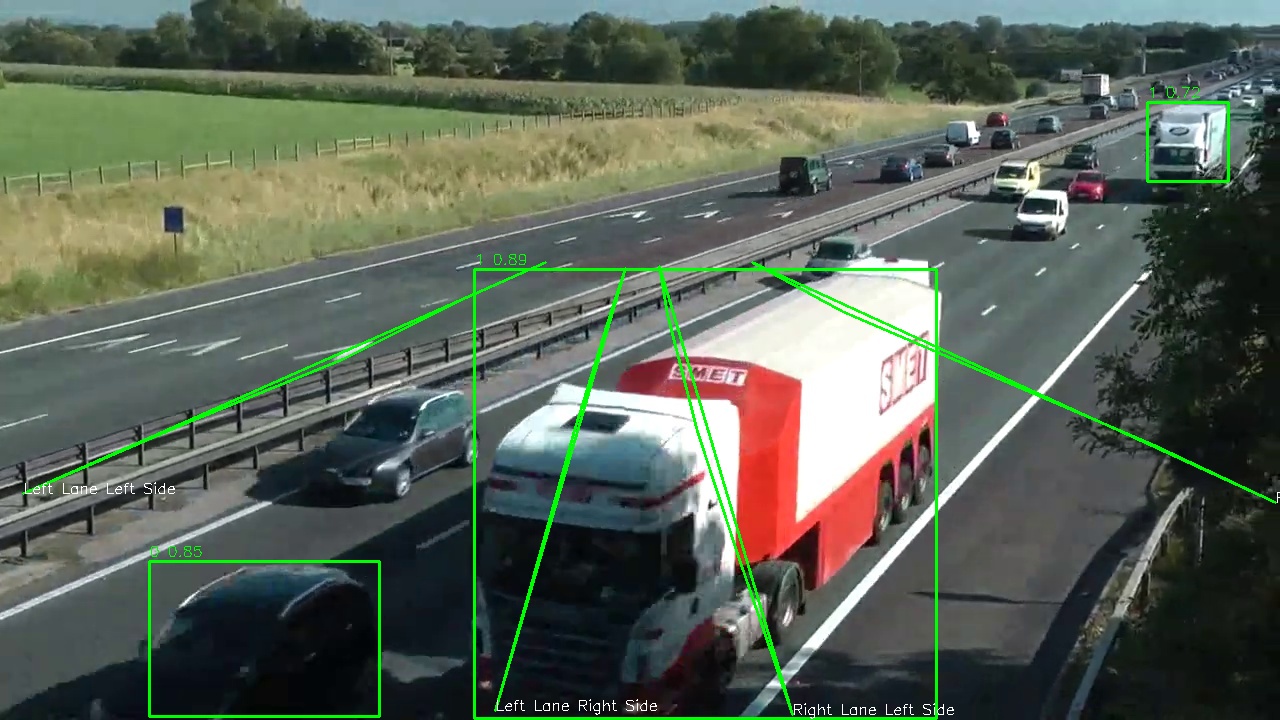 1 0.72
1 0.89
SMET
SMET
Left Lane Left Side
0 0.85
Left Lane Right Side
Right Lane Left Side